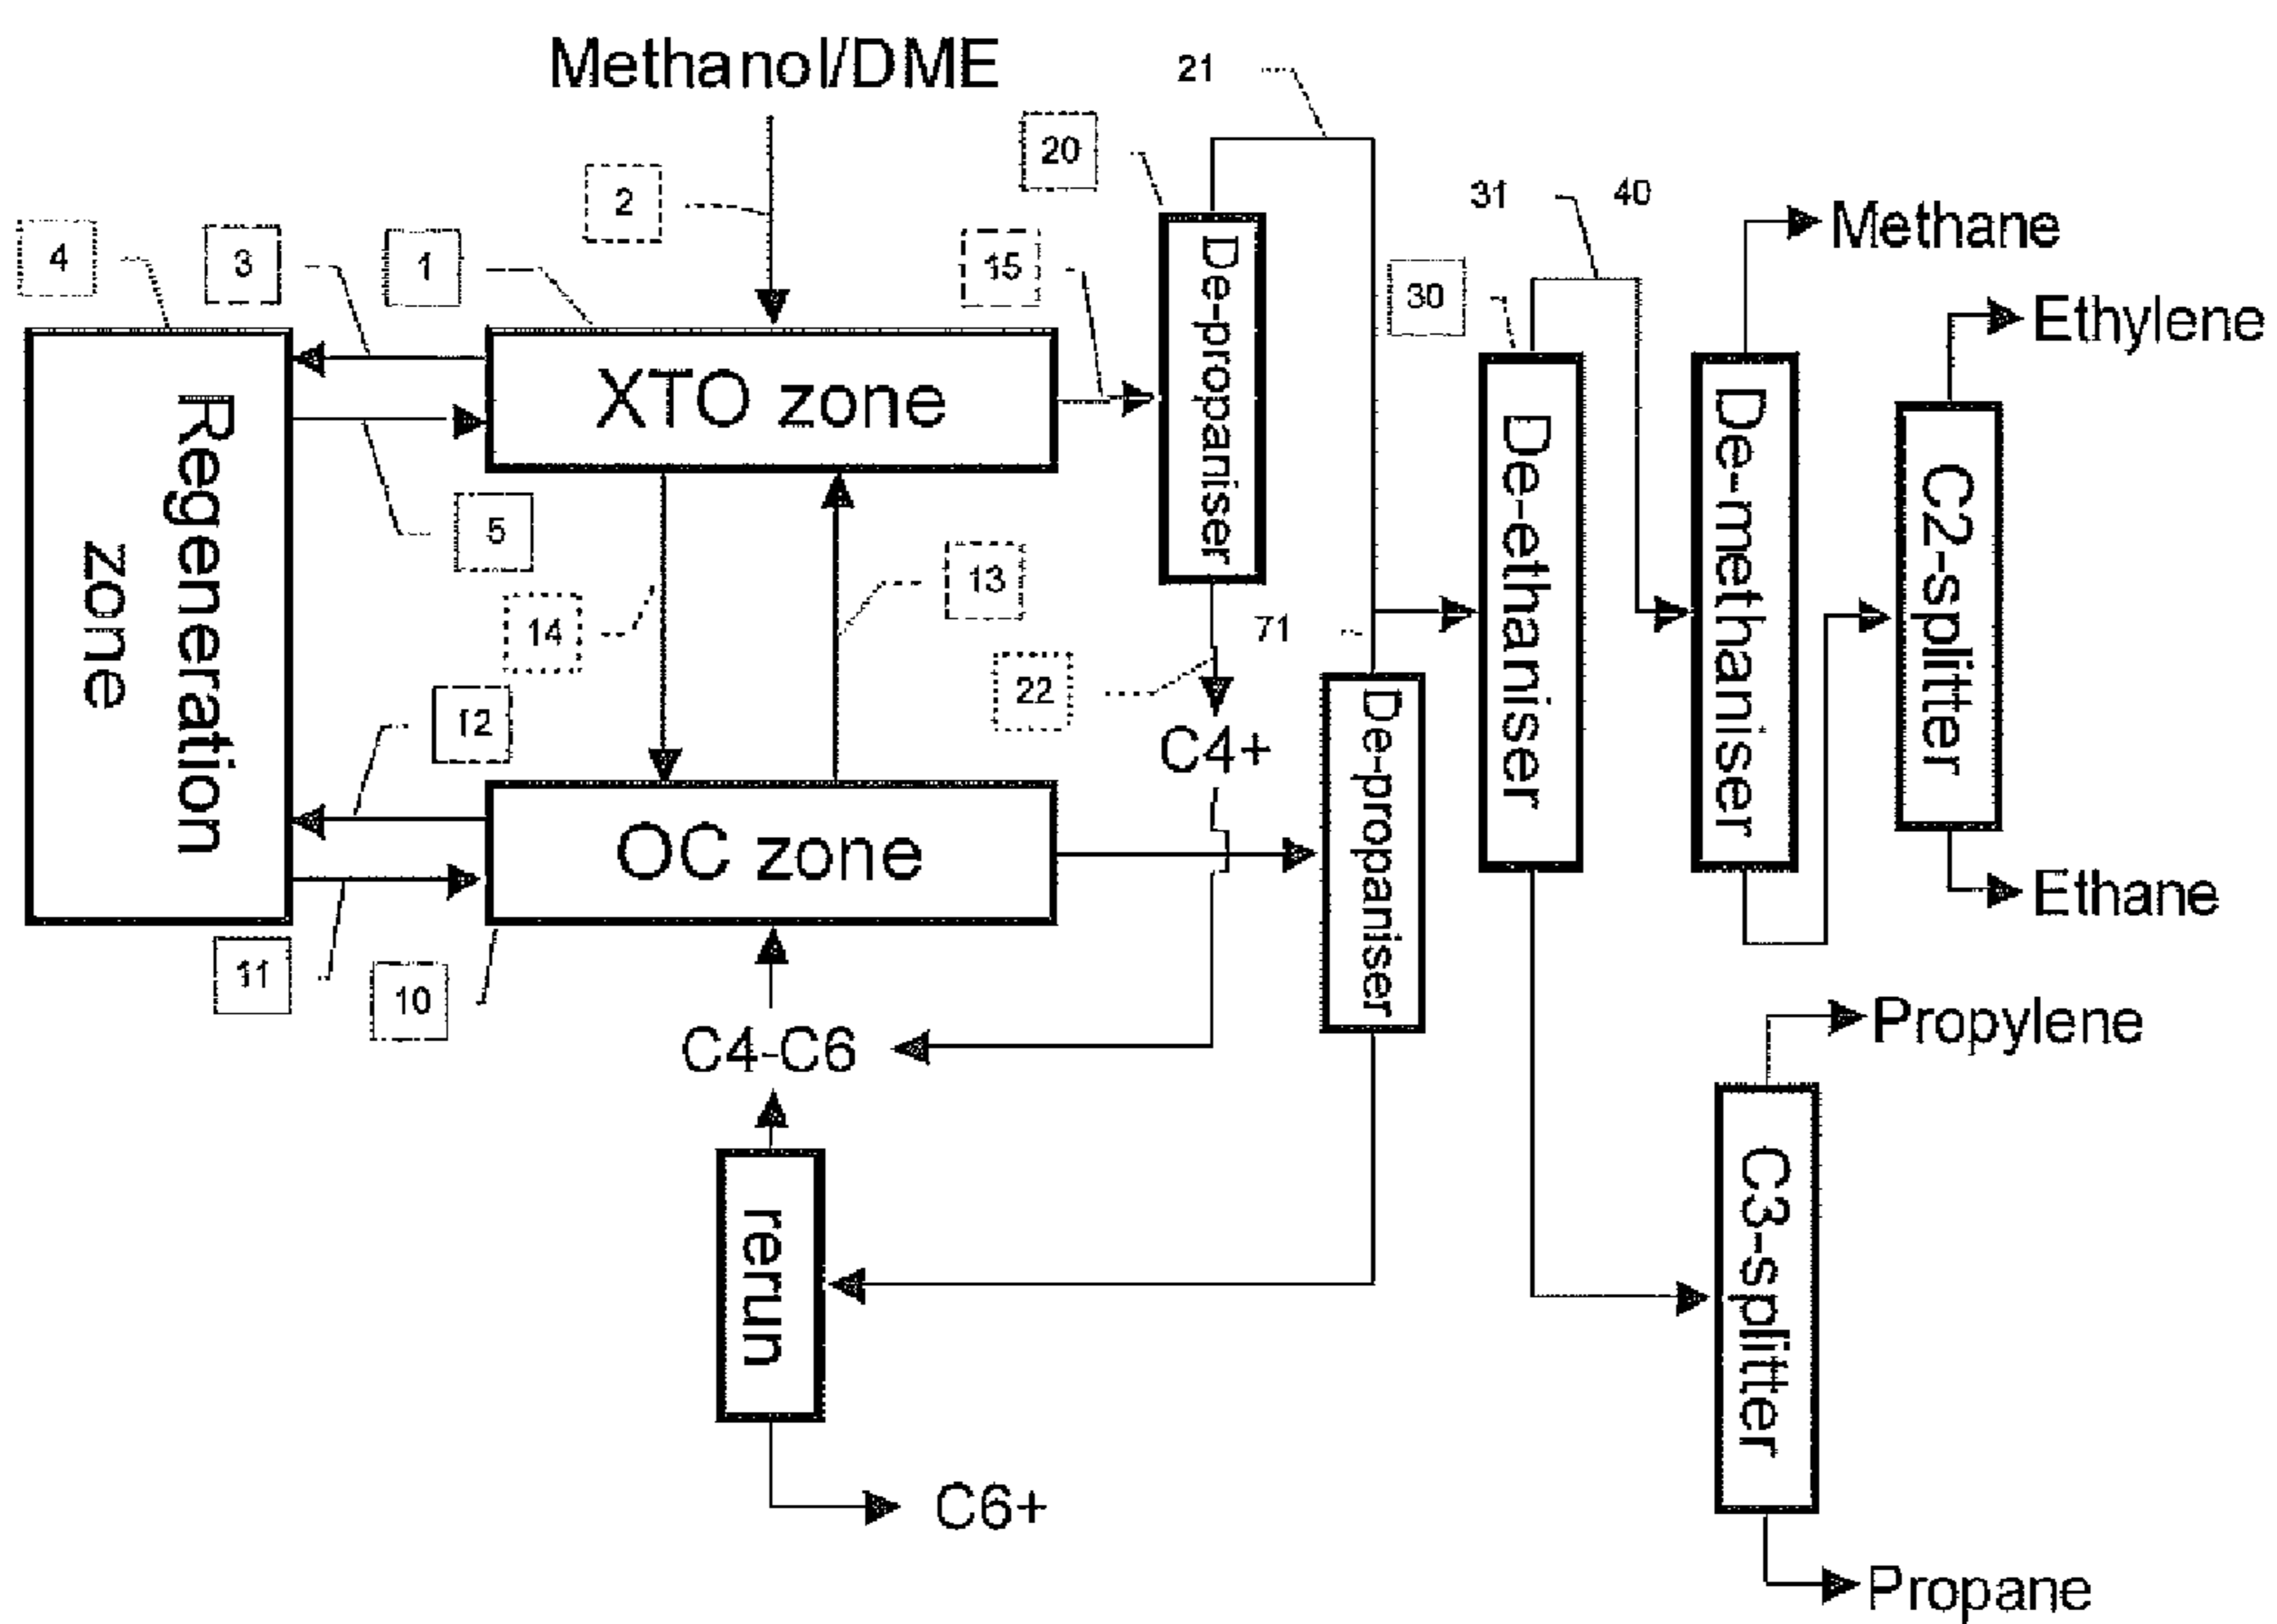 Methanol/DME
21
20
2
31
40
Methane
4
3
1
15
30
Ethylene
De-propaniser
XTO zone
Regeneration
zone
De-ethaniser
De-methaniser
C2-splitter
5
13
14
71
22
12
C4+
De-propaniser
OC zone
Ethane
11
10
C4-C6
Propylene
rerun
C3-splitter
C6+
Propane